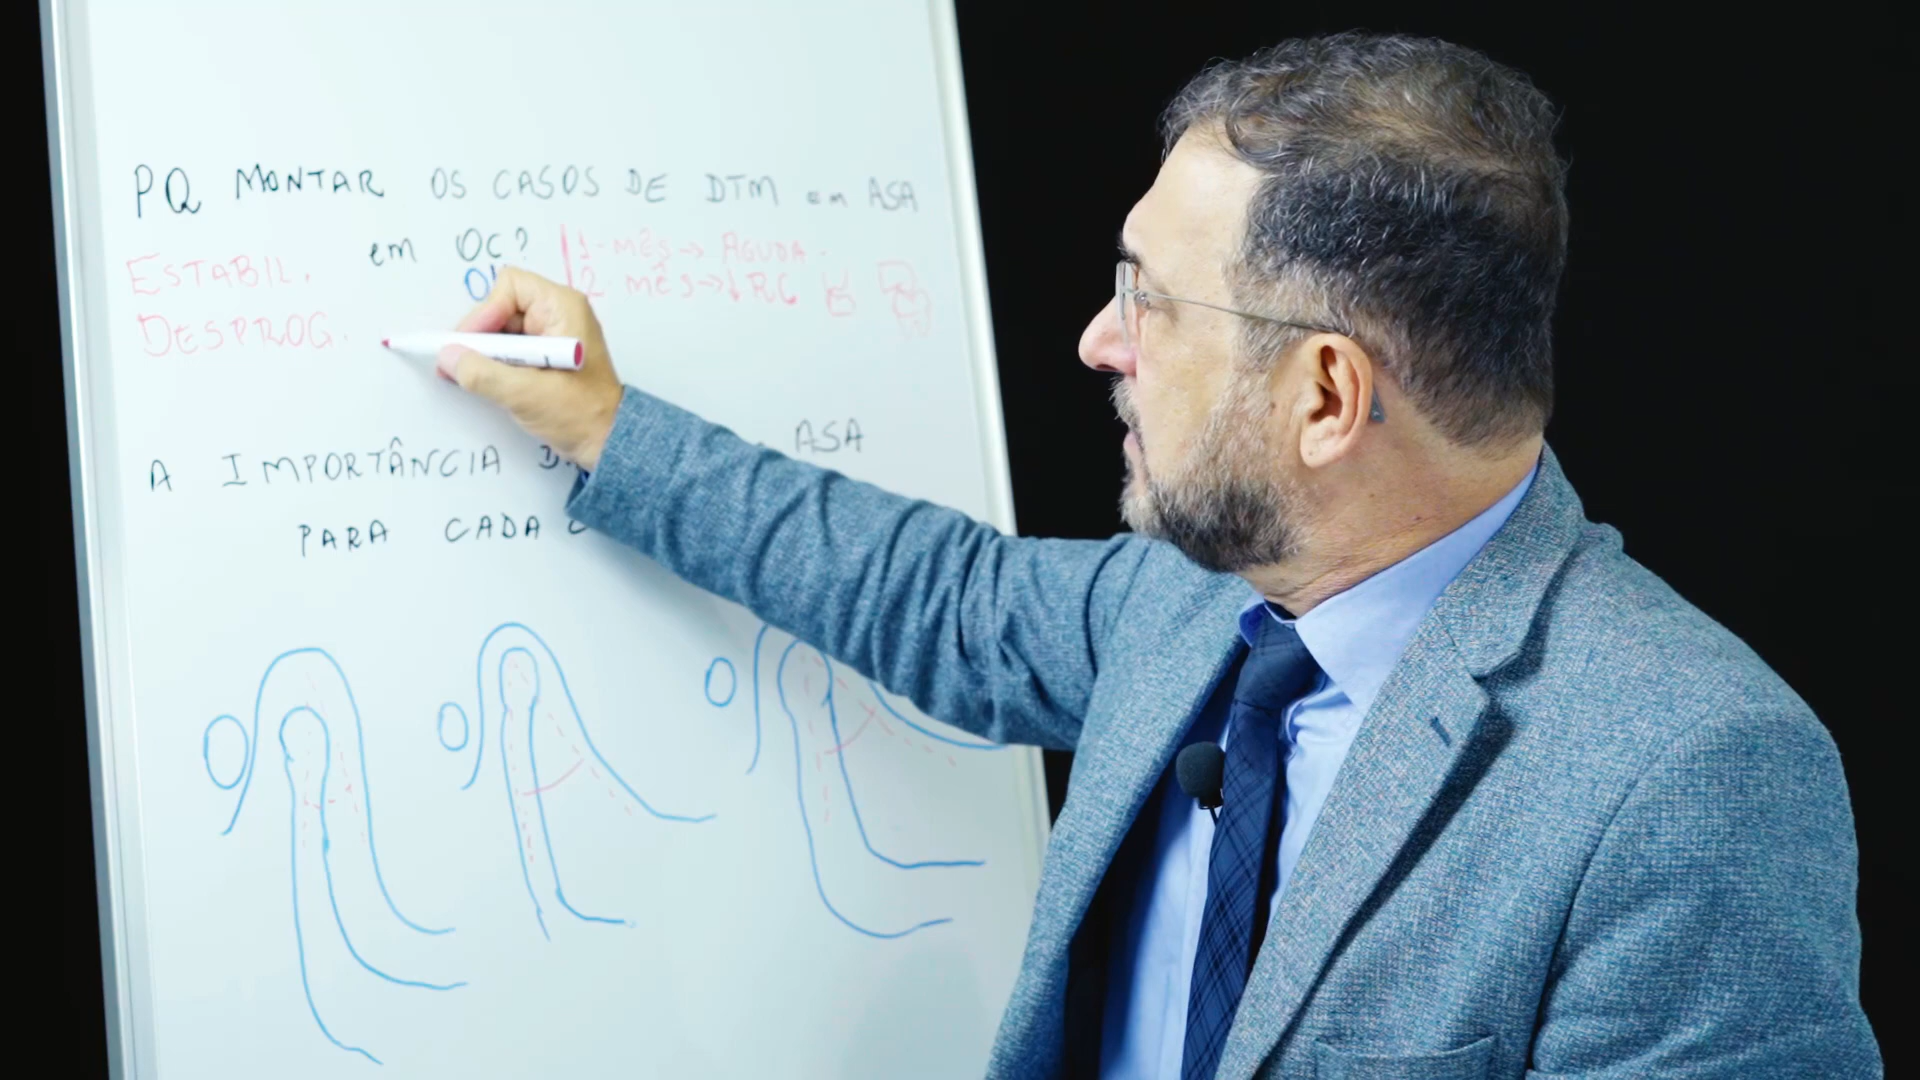 PQ MONTAR OS CASOS DE DTM em ASA
em OC?
ESTABIL.
DESPROG.
1- MÊS → AGUDA.
2- MÊS → ↓ RC
A IMPORTÂNCIA ASA
PARA CADA